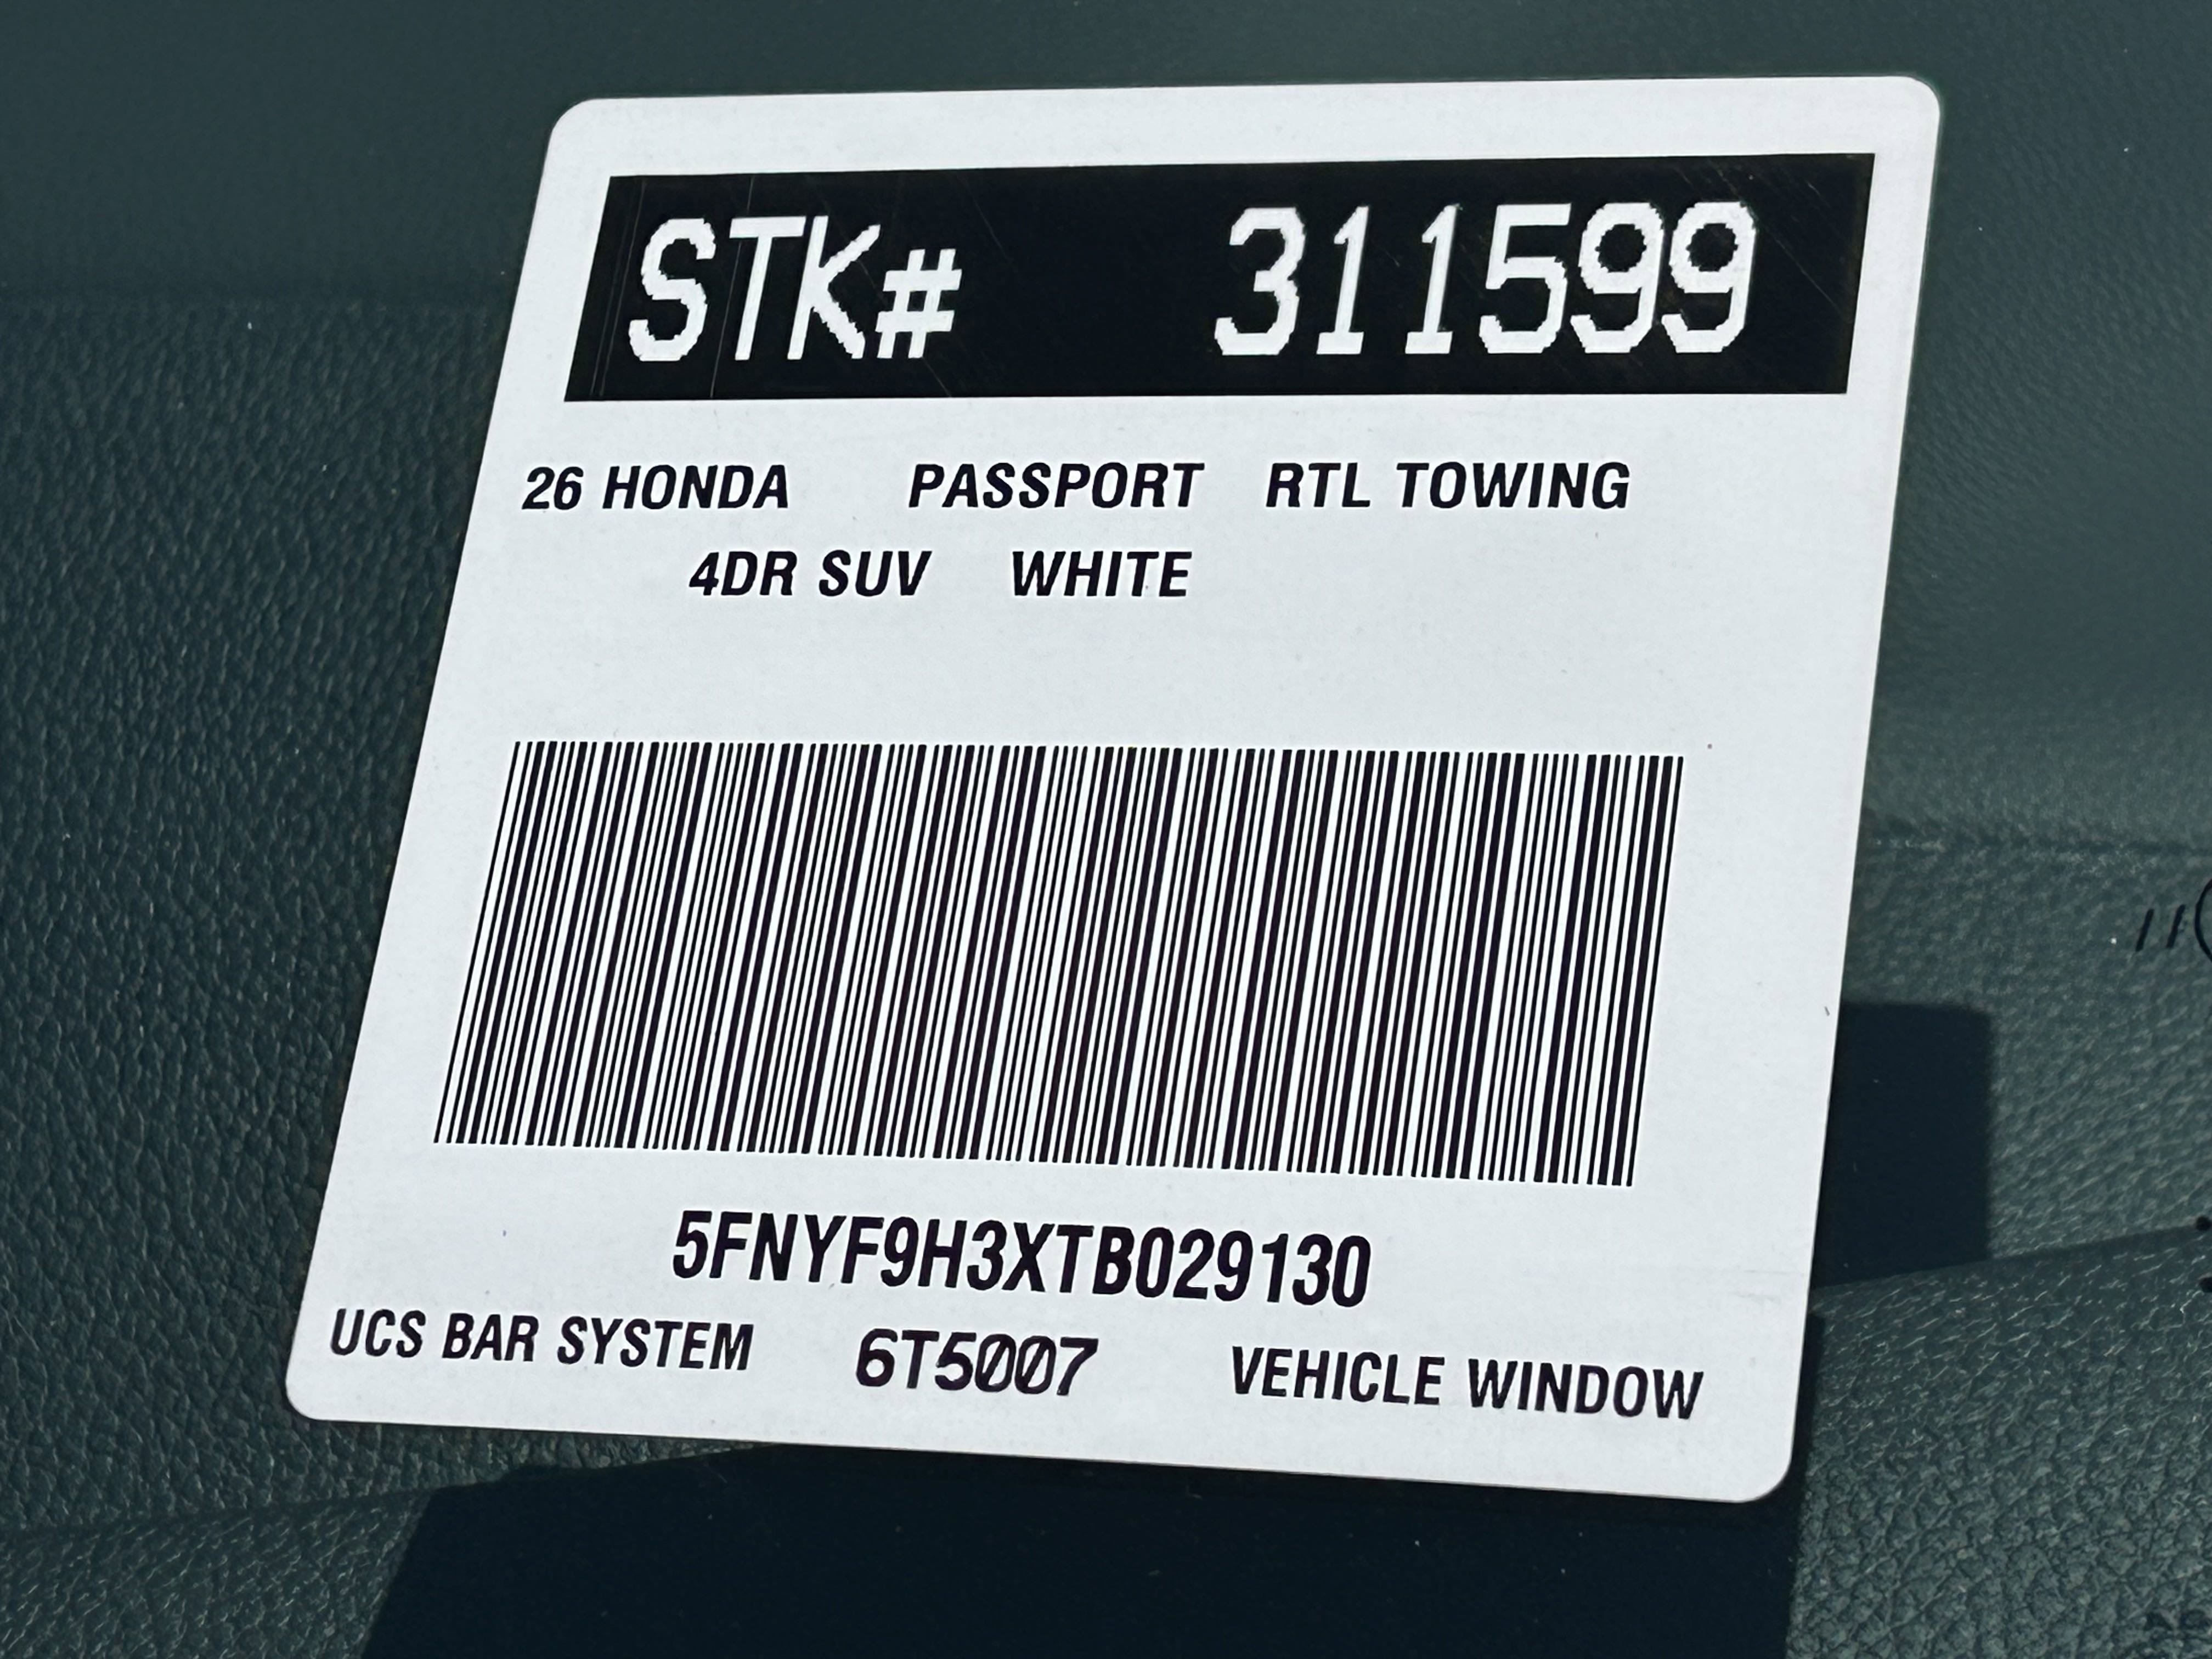 STK# 311599
26 HONDA PASSPORT RTL TOWING
4DR SUV WHITE
5FNYF9H3XTB029130
UCS BAR SYSTEM 6T5007 VEHICLE WINDOW